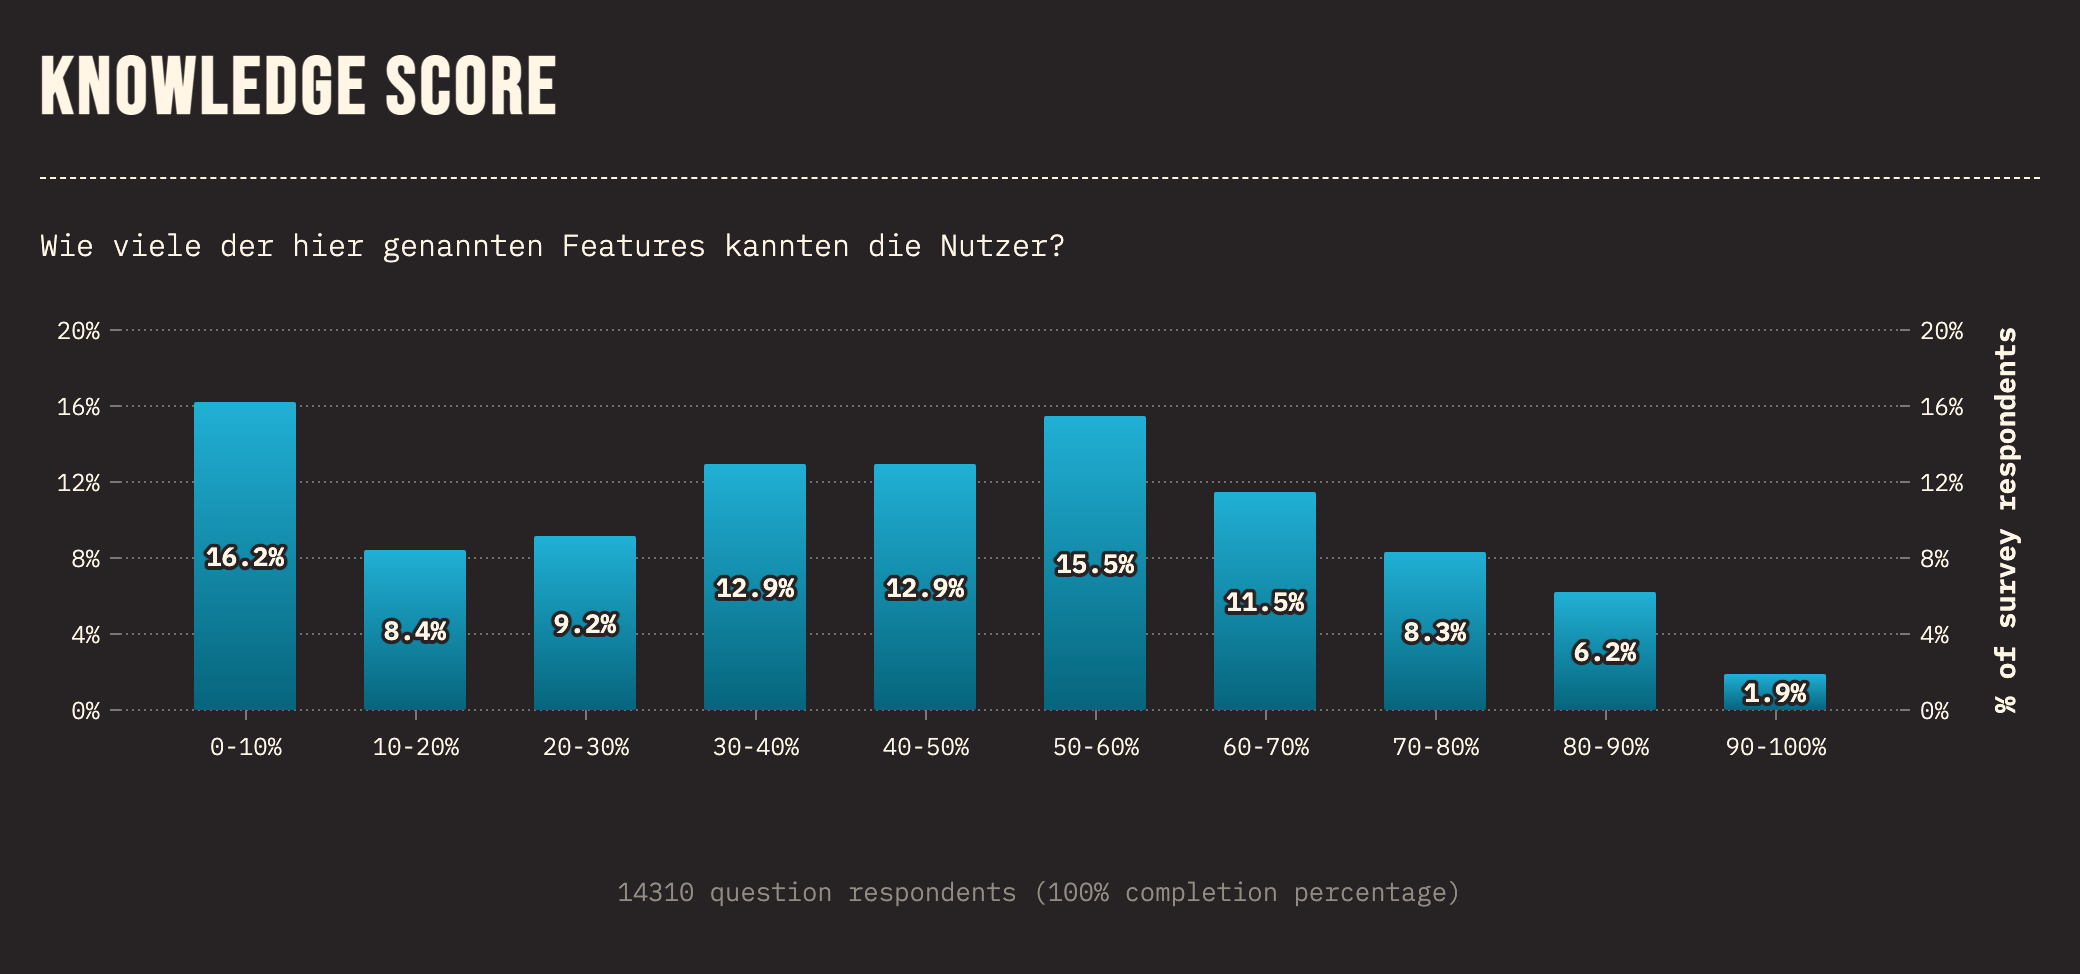 KNOWLEDGE SCORE
Wie viele der hier genannten Features kannten die Nutzer?
20% 20%
16% 16%
12% 12%
8% 8%
4% 4%
0% 0%
% of survey respondents
16.2% 8.4% 9.2% 12.9% 12.9% 15.5% 11.5% 8.3% 6.2% 1.9%
0-10% 10-20% 20-30% 30-40% 40-50% 50-60% 60-70% 70-80% 80-90% 90-100%
14310 question respondents (100% completion percentage)